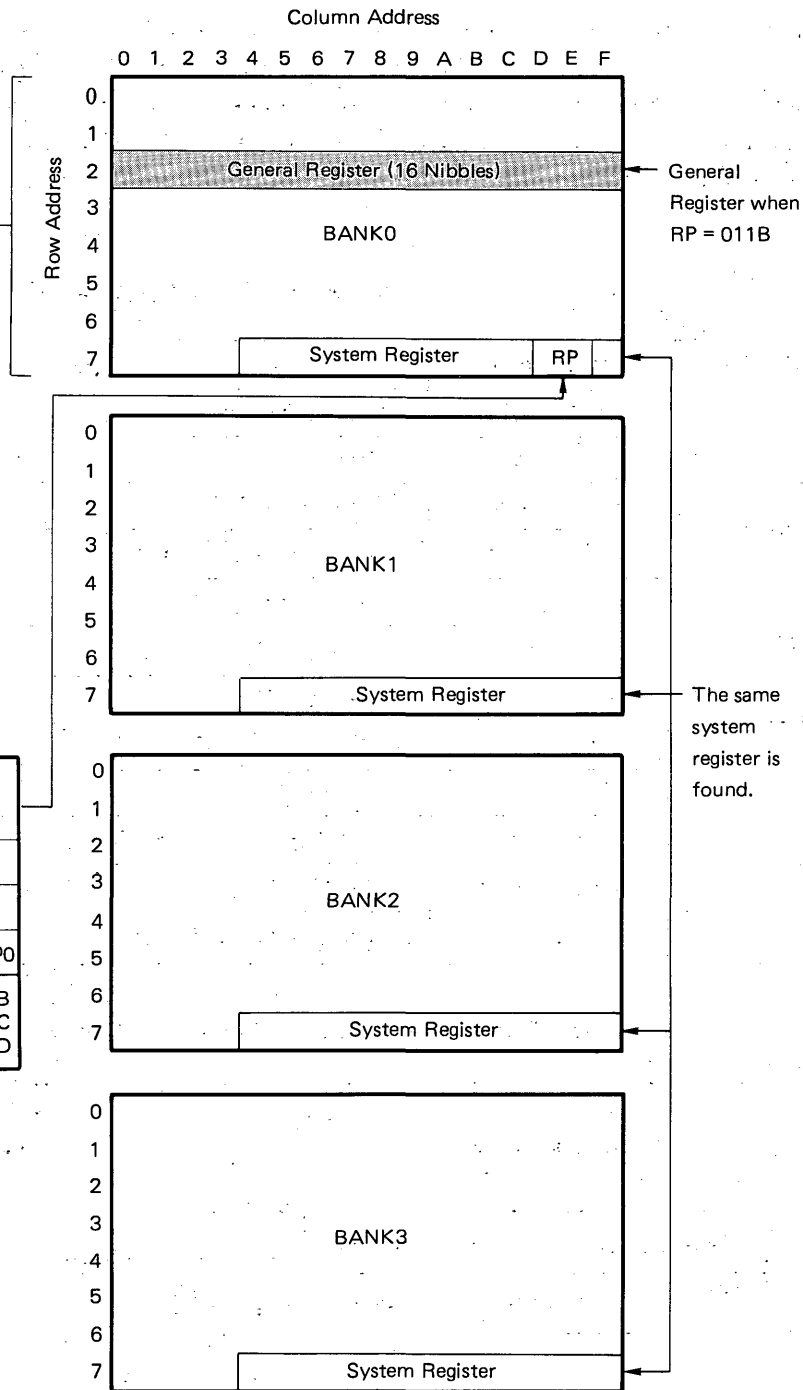 Column Address
0 1 2 3 4 5 6 7 8 9 A B C D E F
Row Address
0
1
2
3
4
5
6
7
General Register (16 Nibbles)
BANK0
System Register
RP
General
Register when
RP = 011B
0
1
2
3
4
5
6
7
BANK1
System Register
The same
system
register is
found.
0
1
2
3
4
5
6
7
BANK2
System Register
P0
B
C
D
0
1
2
3
4
5
6
7
BANK3
System Register